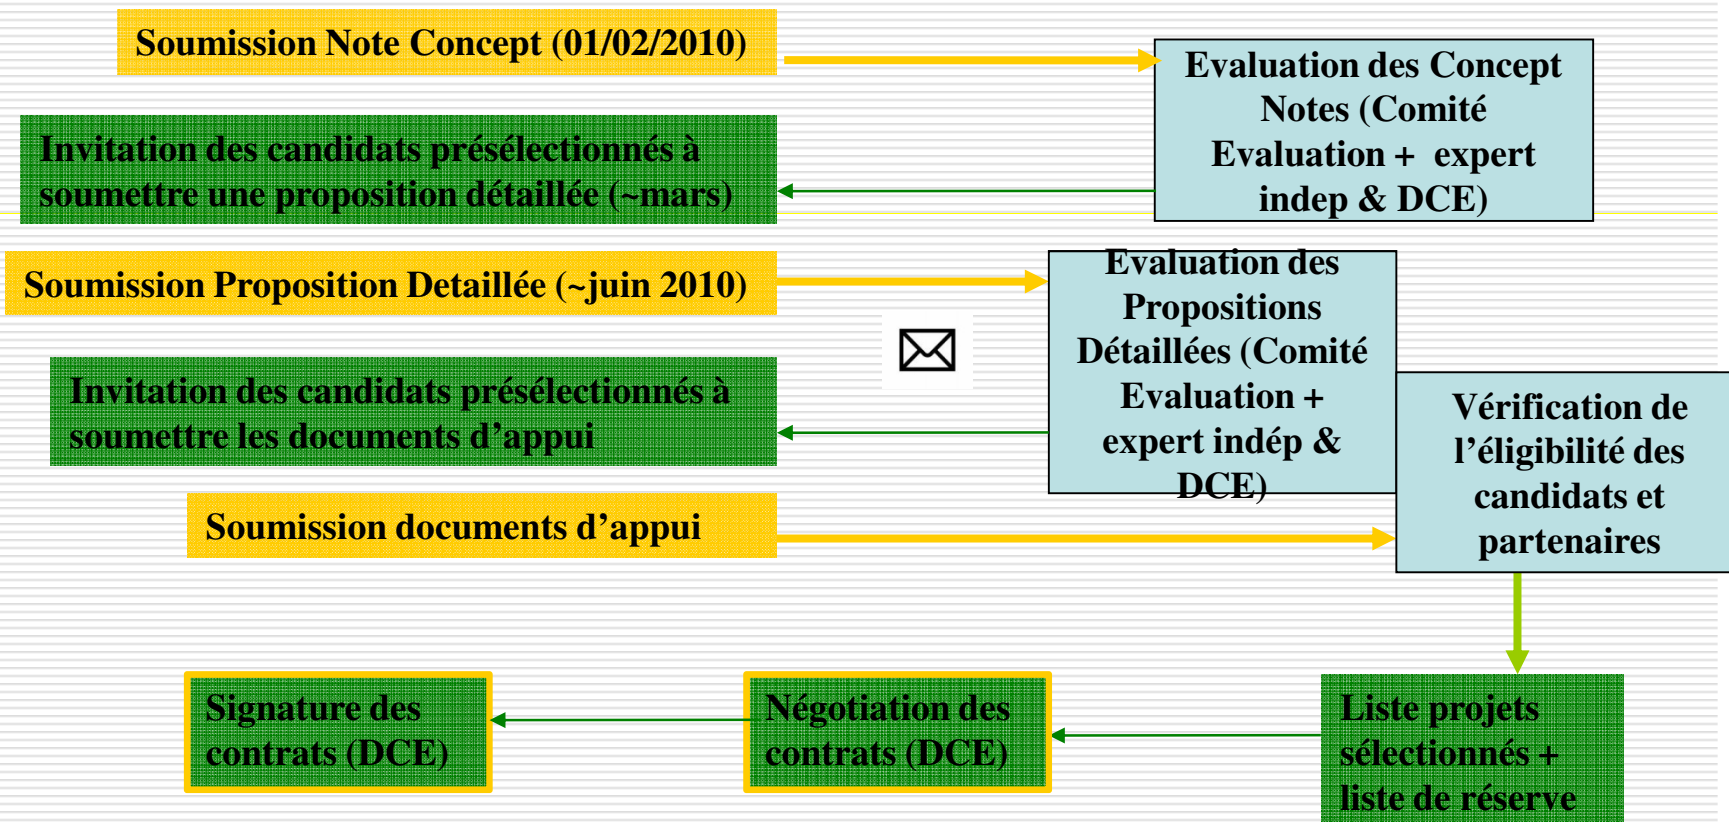 Soumission Note Concept (01/02/2010)
Evaluation des Concept
Notes (Comité
Evaluation + expert
indep & DCE)
Invitation des candidats présélectionnés à
soumettre une proposition détaillée (~mars)
Soumission Proposition Detaillée (~juin 2010)
Evaluation des
Propositions
Détaillées (Comité
Evaluation +
expert indép &
DCE)
Invitation des candidats présélectionnés à
soumettre les documents d’appui
Vérification de
l’éligibilité des
candidats et
partenaires
Soumission documents d’appui
Signature des
contrats (DCE)
Négotiation des
contrats (DCE)
Liste projets
sélectionnés +
liste de réserve